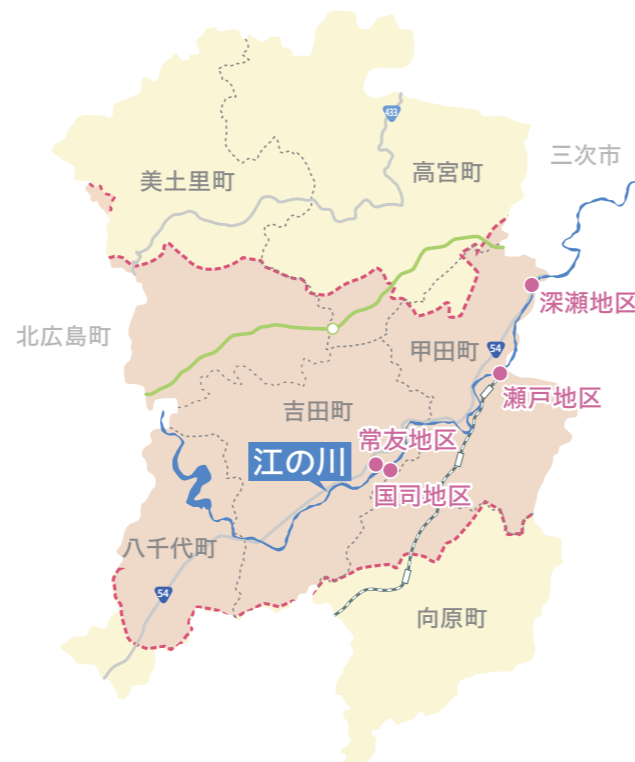 433
三次市
高宮町
美土里町
深瀬地区
北広島町
甲田町
54
瀬戸地区
吉田町
常友地区
江の川
国司地区
八千代町
54
向原町